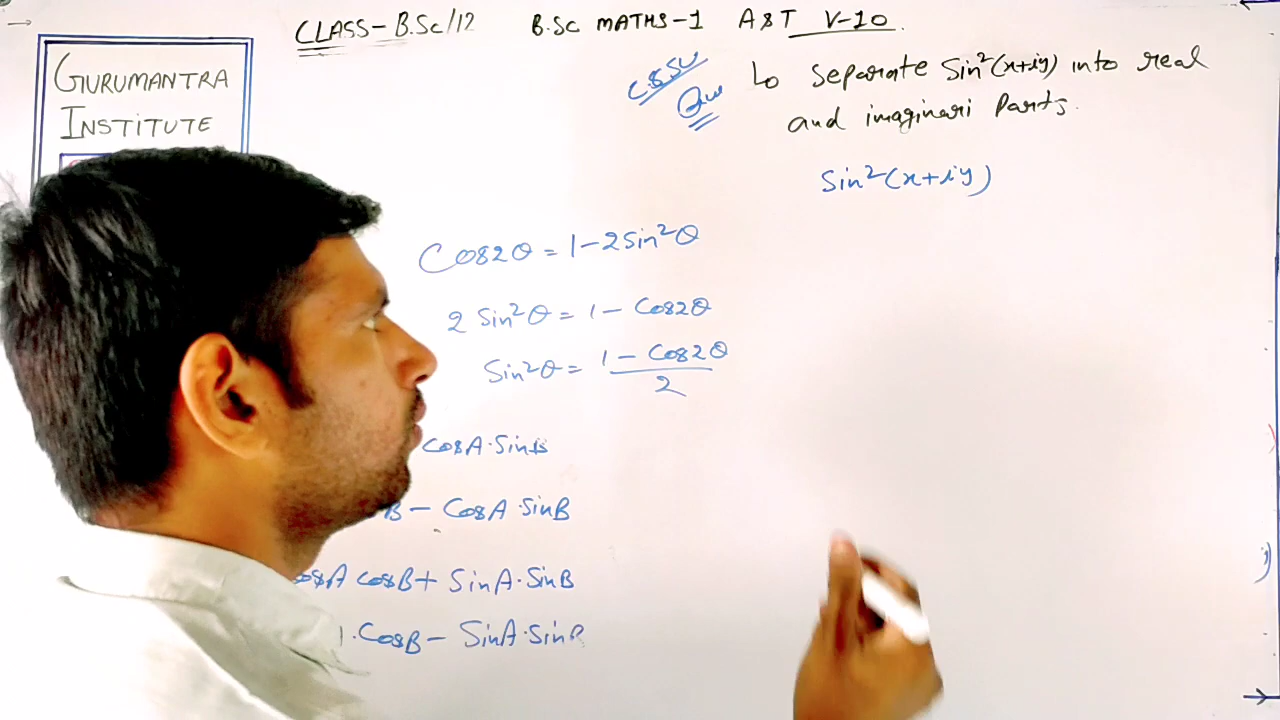 CLASS-B.Sc/12 B.SC MATHS-1 A&T V-10.
GURUMANTRA
INSTITUTE
Lo Separate Sin²(x+iy) into real
and imaginari Parts.
Sin²(x+iy)
Cos2θ = 1-2Sin²θ
2 Sin²θ = 1 - Cos2θ
Sin²θ = 1 - Cos2θ
2
CosA·SinB
B - CosA·SinB
CosA CosB + SinA·SinB
·CosB - SinA·SinB